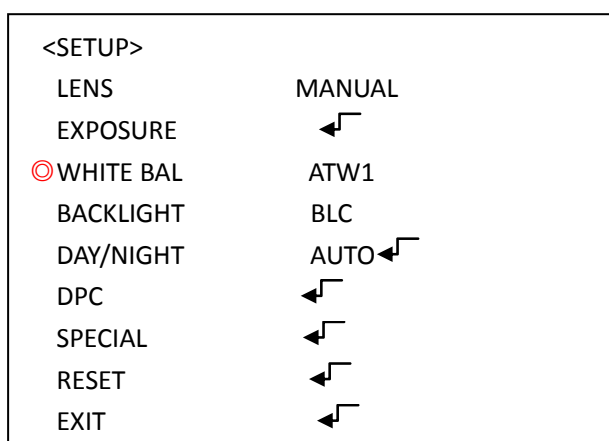 <SETUP>
LENS MANUAL
EXPOSURE
WHITE BAL ATW1
BACKLIGHT BLC
DAY/NIGHT AUTO
DPC
SPECIAL
RESET
EXIT